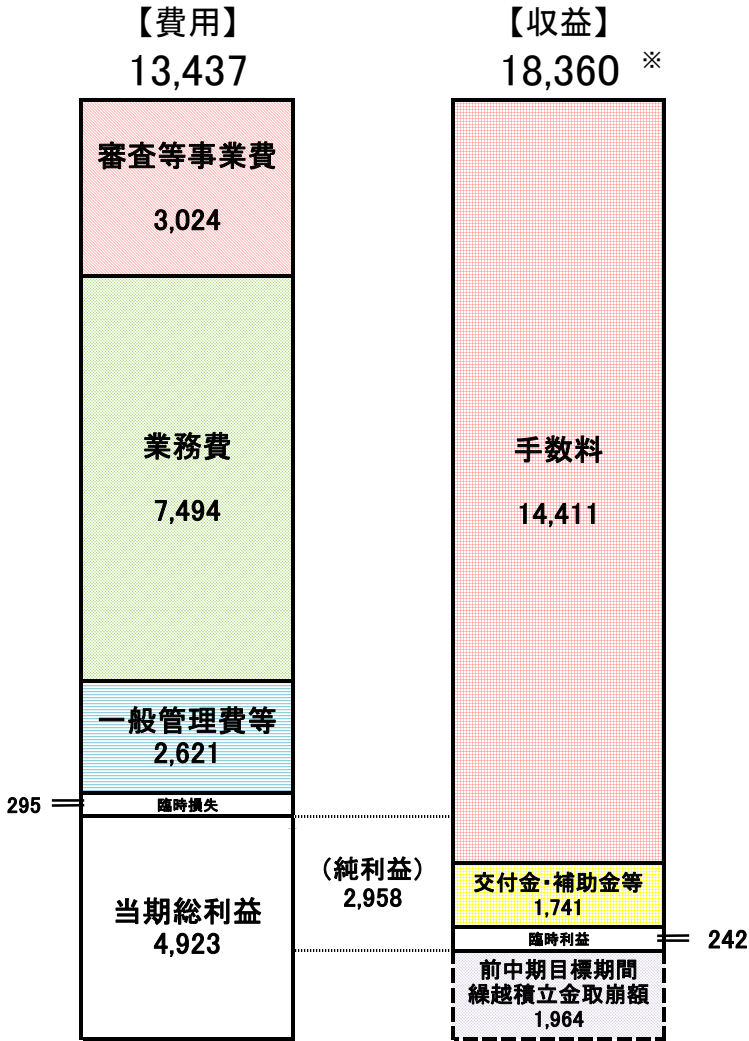 【費用】
13,437
審査等事業費
3,024
業務費
7,494
一般管理費等
2,621
295
臨時損失
当期総利益
4,923
(純利益)
2,958
【収益】
18,360 ※
手数料
14,411
交付金・補助金等
1,741
臨時利益
242
前中期目標期間
繰越積立金取崩額
1,964